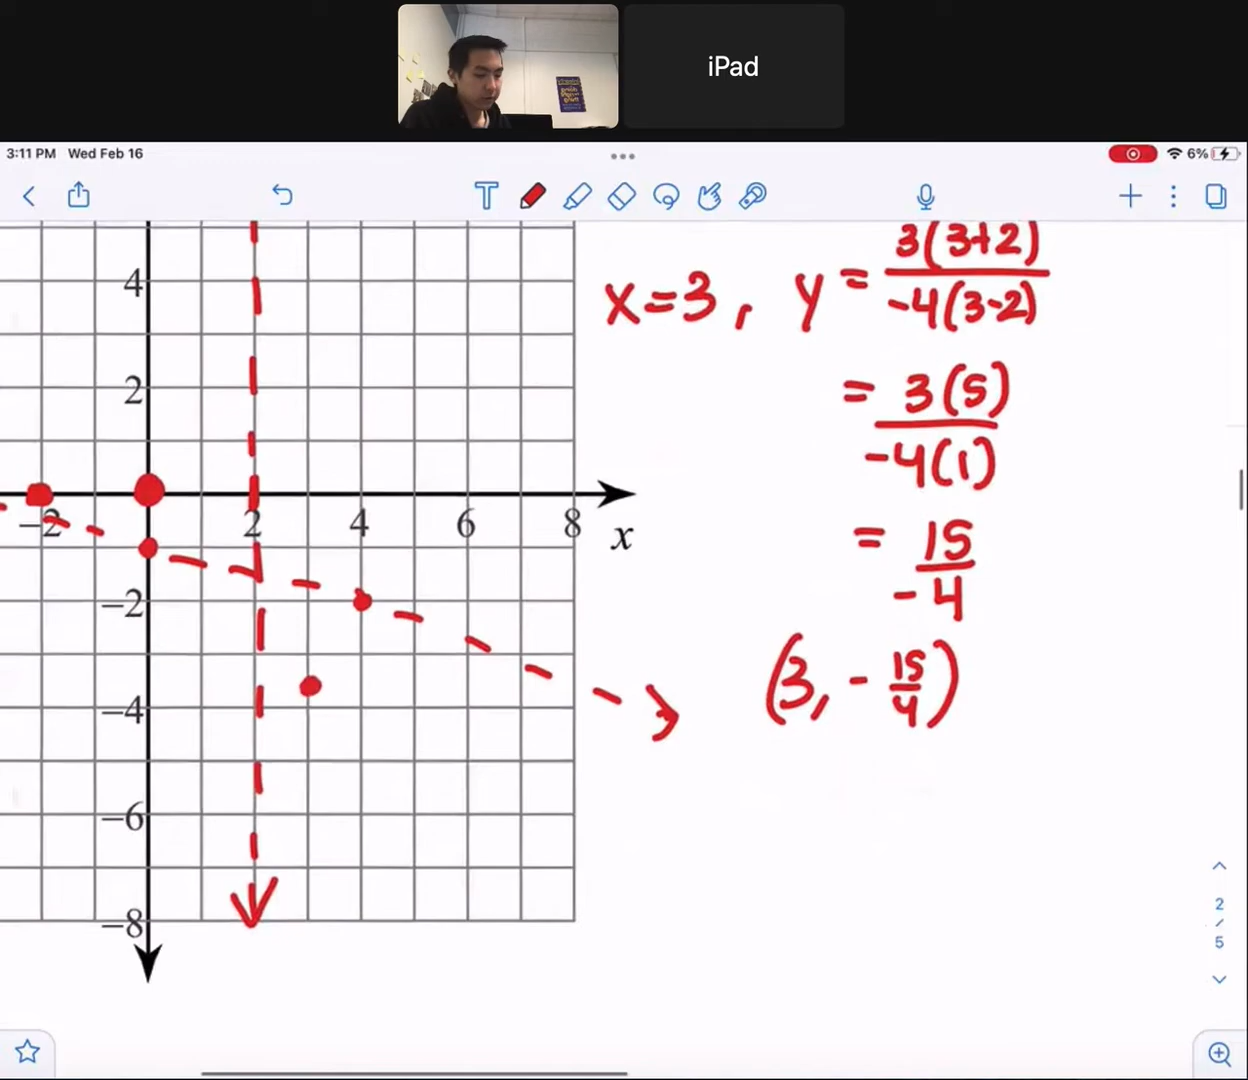 iPad
3:11 PM Wed Feb 16
6%
4
2
-2
2
4
6
8
x
-2
-4
-6
-8
x=3, y = 3(3+2) / -4(3-2)
= 3(5) / -4(1)
= 15 / -4
(3, - 15/4)
2
/
5